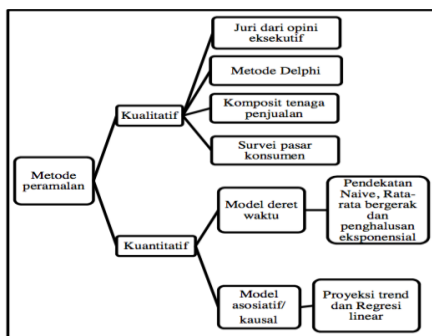 Metode
peramalan
Kualitatif
Juri dari opini
eksekutif
Metode Delphi
Komposit tenaga
penjualan
Survei pasar
konsumen
Kuantitatif
Model deret
waktu
Pendekatan
Naive, Rata-
rata bergerak
dan
penghalusan
eksponensial
Model
asosiatif/
kausal
Proyeksi trend
dan Regresi
linear